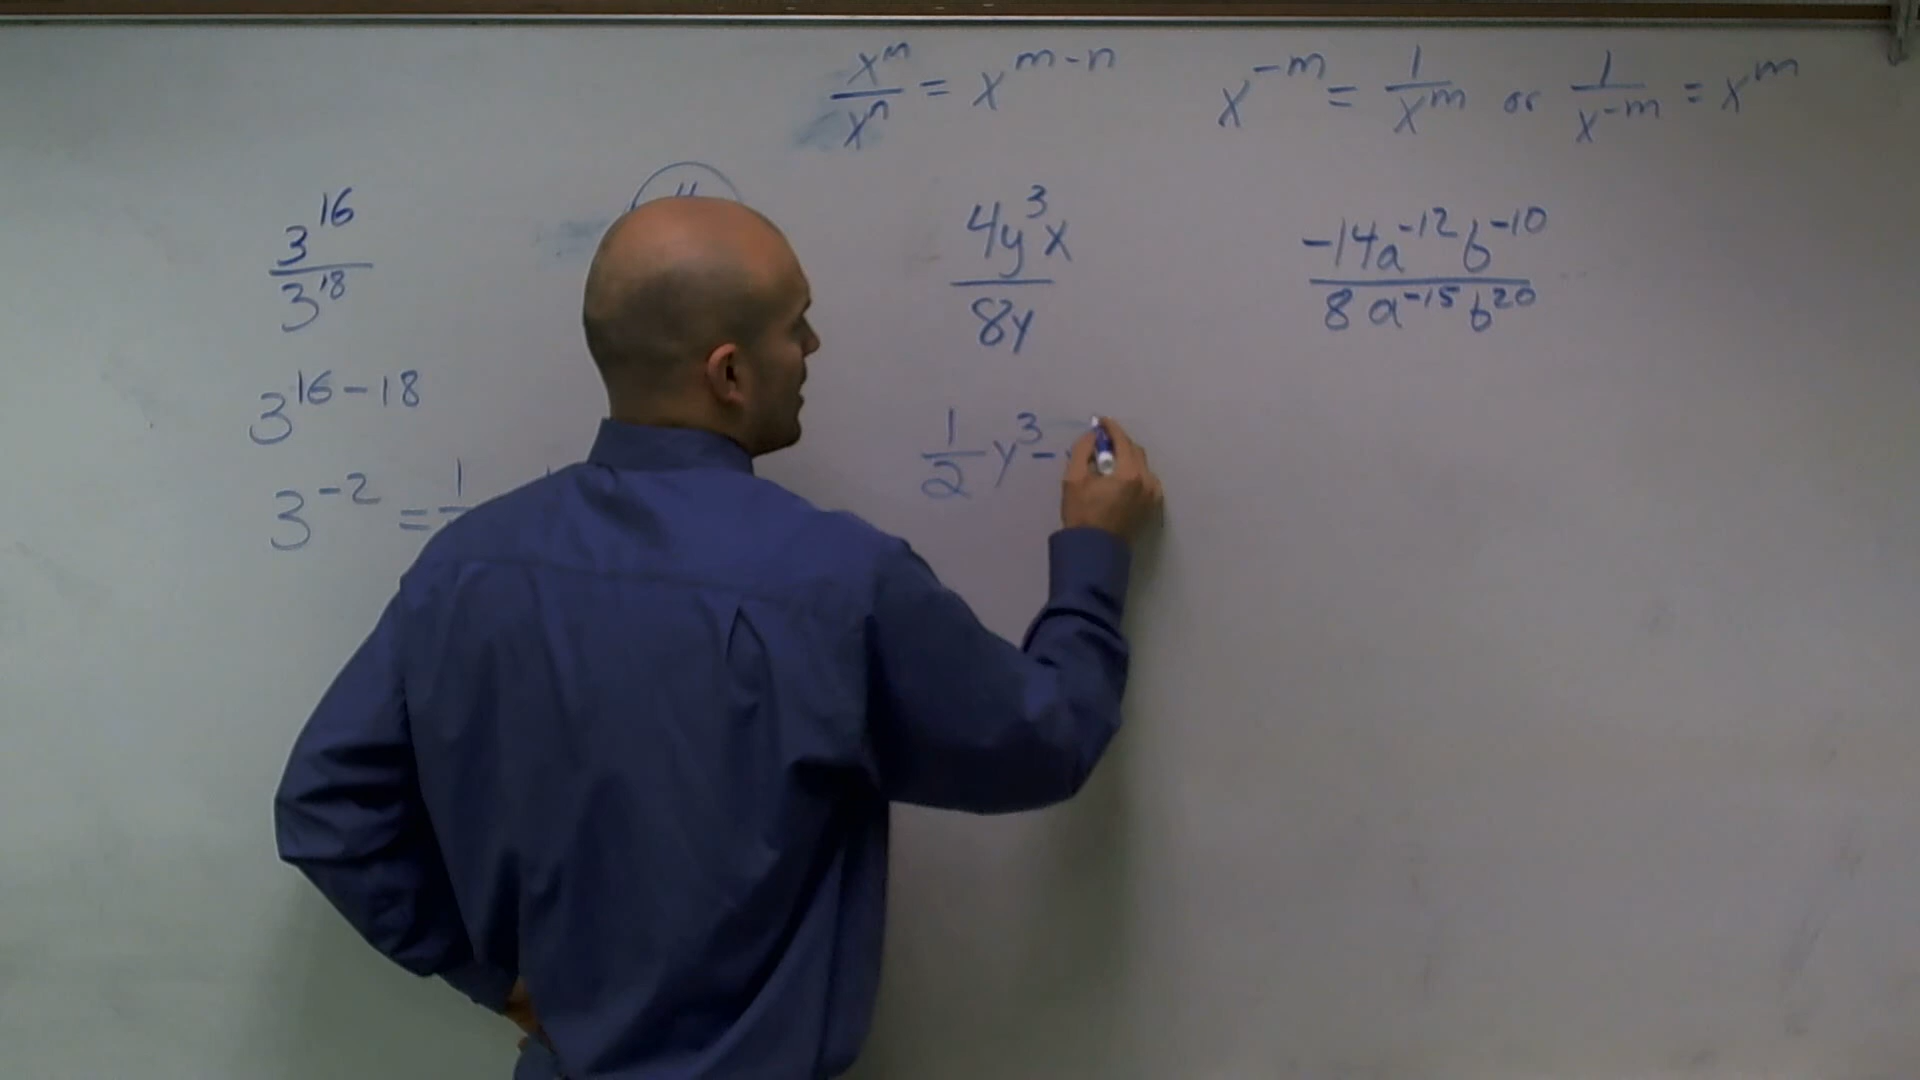 x^m/x^n = x^(m-n)
x^-m = 1/x^m or 1/x^-m = x^m
3^16/3^18
4y^3x/8y
-14a^-12 b^-10/8a^-15 b^20
3^(16-18)
1/2 y^3-
3^-2 = 1